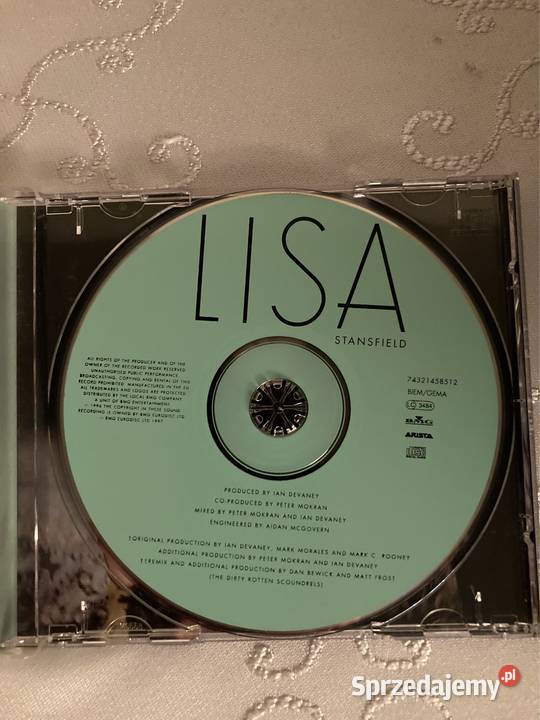 LISA
STANSFIELD
ALL RIGHTS OF THE PRODUCER AND OF THE
OWNER OF THE RECORDED WORK RESERVED
UNAUTHORISED PUBLIC PERFORMANCE,
BROADCASTING, COPYING AND RENTAL OF THIS
RECORD PROHIBITED. MANUFACTURED IN THE EU
ALL TRADEMARKS AND LOGOS ARE PROTECTED
DISTRIBUTED BY THE LOCAL BMG COMPANY
A UNIT OF BMG ENTERTAINMENT
THE COPYRIGHT IN THESE SOUND
RECORDING IS OWNED BY BMG EURODISC LTD.
BMG EURODISC LTD. 1997
74321458512
BIEM/GEMA
LC 3484
BMG
ARISTA
PRODUCED BY IAN DEVANEY
CO-PRODUCED BY PETER MOKRAN
MIXED BY PETER MOKRAN AND IAN DEVANEY
ENGINEERED BY AIDAN MCGOVERN
†ORIGINAL PRODUCTION BY IAN DEVANEY, MARK MORALES AND MARK C. ROONEY
ADDITIONAL PRODUCTION BY PETER MOKRAN AND IAN DEVANEY
††REMIX AND ADDITIONAL PRODUCTION BY DAN BEWICK AND MATT FROST
(THE DIRTY ROTTEN SCOUNDRELS)
Sprzedajemy.pl